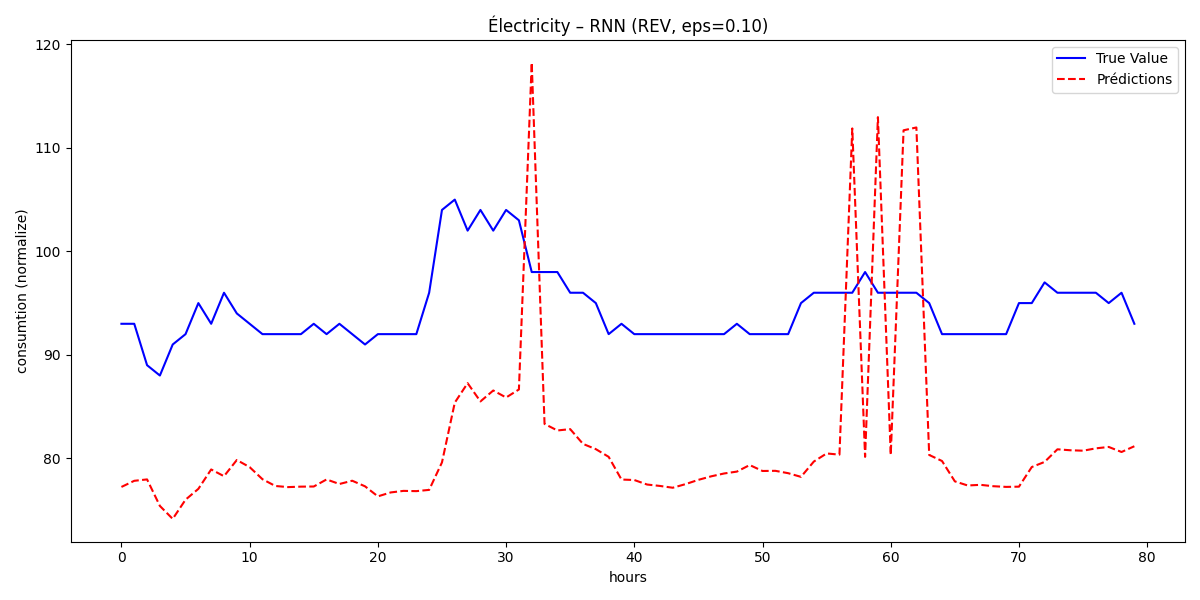 Électricity – RNN (REV, eps=0.10)
True Value
Prédictions
consumtion (normalize)
120
110
100
90
80
0 10 20 30 40 50 60 70 80
hours